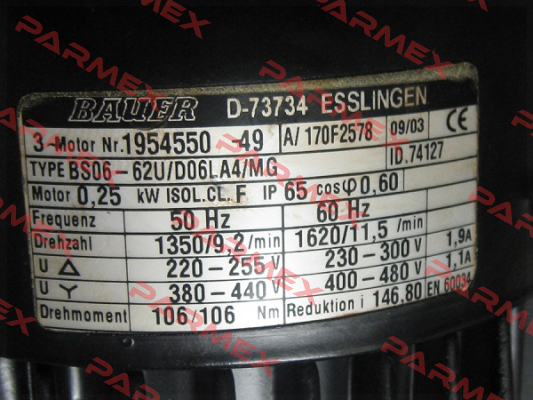 BAUER D-73734 ESSLINGEN
3~Motor Nr. 1954550 -49 A/ 170F2578 09/03 CE
TYPE BS06- 62U/D06LA4/MG ID.74127
Motor 0,25 kW ISOL.CL. F IP 65 cosφ 0,60
Frequenz 50 Hz 60 Hz
Drehzahl 1350/9,2/min 1620/11,5 /min
U △ 220-255 V 230-300 V 1,9A
U Y 380-440 V 400-480 V 1,1A
Drehmoment 106/106 Nm Reduktion i 146,80 EN 60034
PARMEX
PARMEX
PARMEX
PARMEX
PARMEX
PARMEX
PARMEX
PARMEX